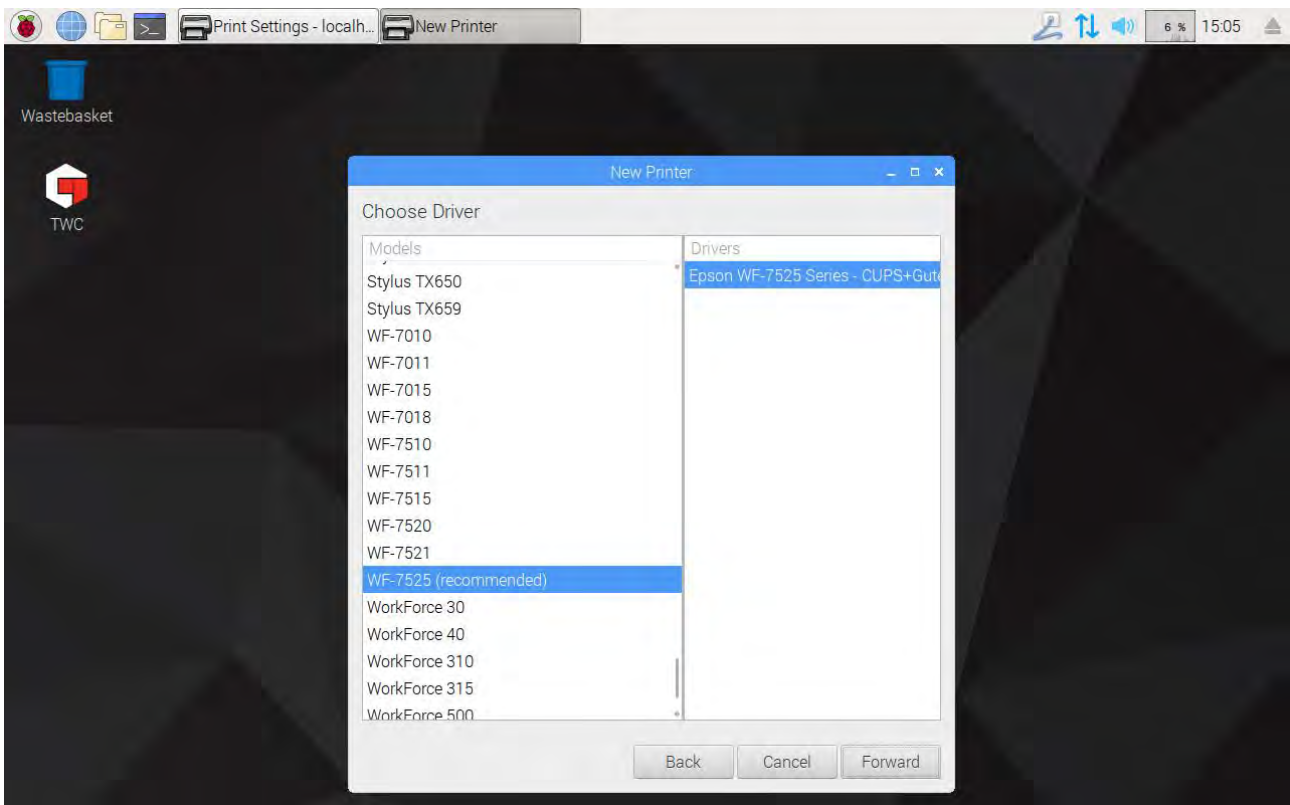 Print Settings - localh... New Printer 6 % 15:05
Wastebasket
TWC
New Printer
Choose Driver
Models Drivers
Stylus TX650 Epson WF-7525 Series - CUPS+Gute
Stylus TX659
WF-7010
WF-7011
WF-7015
WF-7018
WF-7510
WF-7511
WF-7515
WF-7520
WF-7521
WF-7525 (recommended)
WorkForce 30
WorkForce 40
WorkForce 310
WorkForce 315
WorkForce 500
Back Cancel Forward